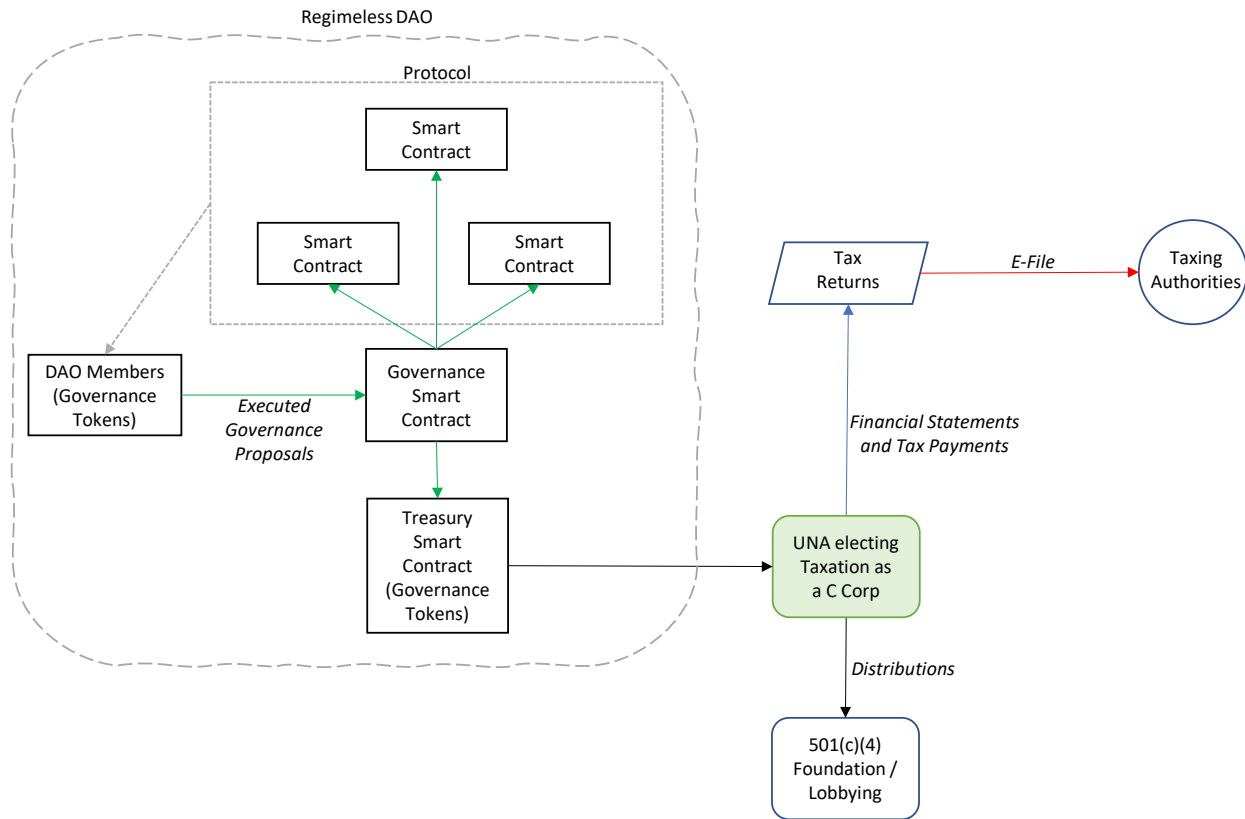 Regimeless DAO
Protocol
Smart
Contract
Smart
Contract
Smart
Contract
DAO Members
(Governance
Tokens)
Executed
Governance
Proposals
Governance
Smart
Contract
Treasury
Smart
Contract
(Governance
Tokens)
Tax
Returns
E-File
Taxing
Authorities
Financial Statements
and Tax Payments
UNA electing
Taxation as
a C Corp
Distributions
501(c)(4)
Foundation /
Lobbying